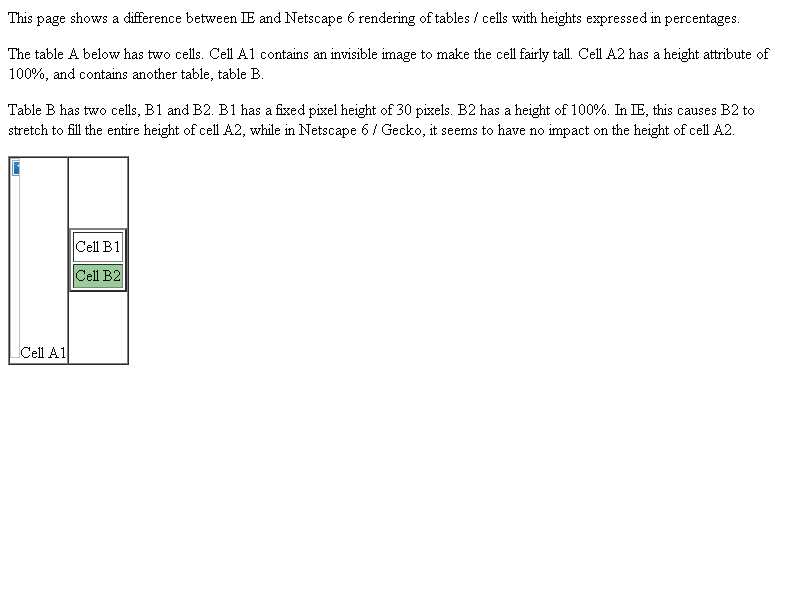 This page shows a difference between IE and Netscape 6 rendering of tables / cells with heights expressed in percentages.
The table A below has two cells. Cell A1 contains an invisible image to make the cell fairly tall. Cell A2 has a height attribute of
100%, and contains another table, table B.
Table B has two cells, B1 and B2. B1 has a fixed pixel height of 30 pixels. B2 has a height of 100%. In IE, this causes B2 to
stretch to fill the entire height of cell A2, while in Netscape 6 / Gecko, it seems to have no impact on the height of cell A2.
Cell B1
Cell B2
Cell A1